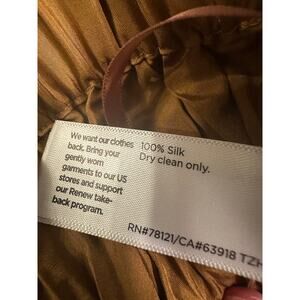 We want our clothes
back. Bring your
gently worn
garments to our US
stores and support
our Renew take-
back program.
100% Silk
Dry clean only.
RN#78121/CA#63918 TZH